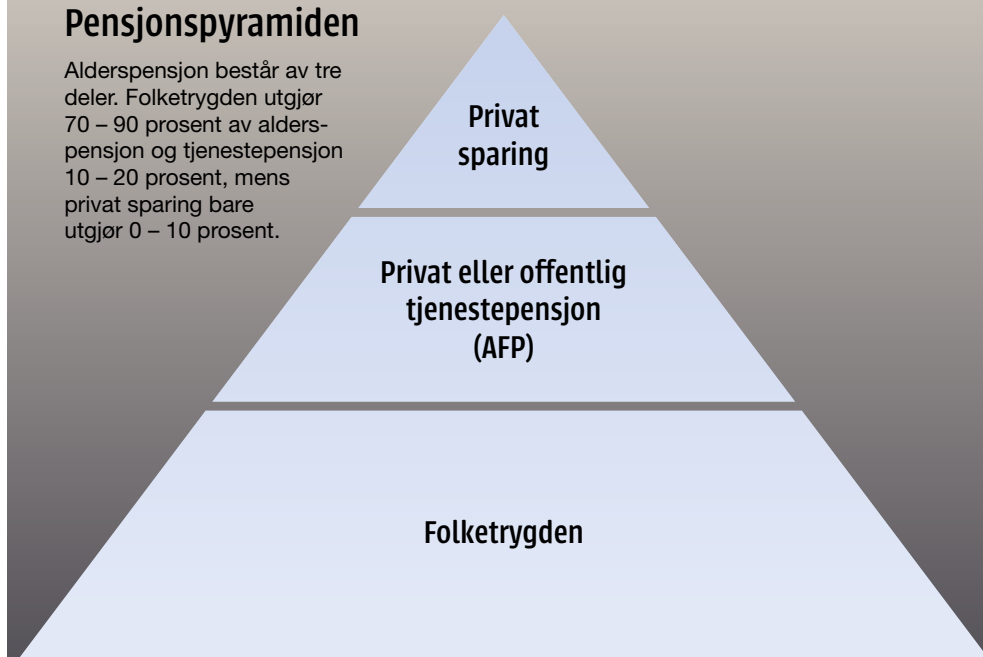 Pensjonspyramiden
Alderspensjon består av tre
deler. Folketrygden utgjør
70 – 90 prosent av alders-
pensjon og tjenestepensjon
10 – 20 prosent, mens
privat sparing bare
utgjør 0 – 10 prosent.
Privat
sparing
Privat eller offentlig
tjenestepensjon
(AFP)
Folketrygden